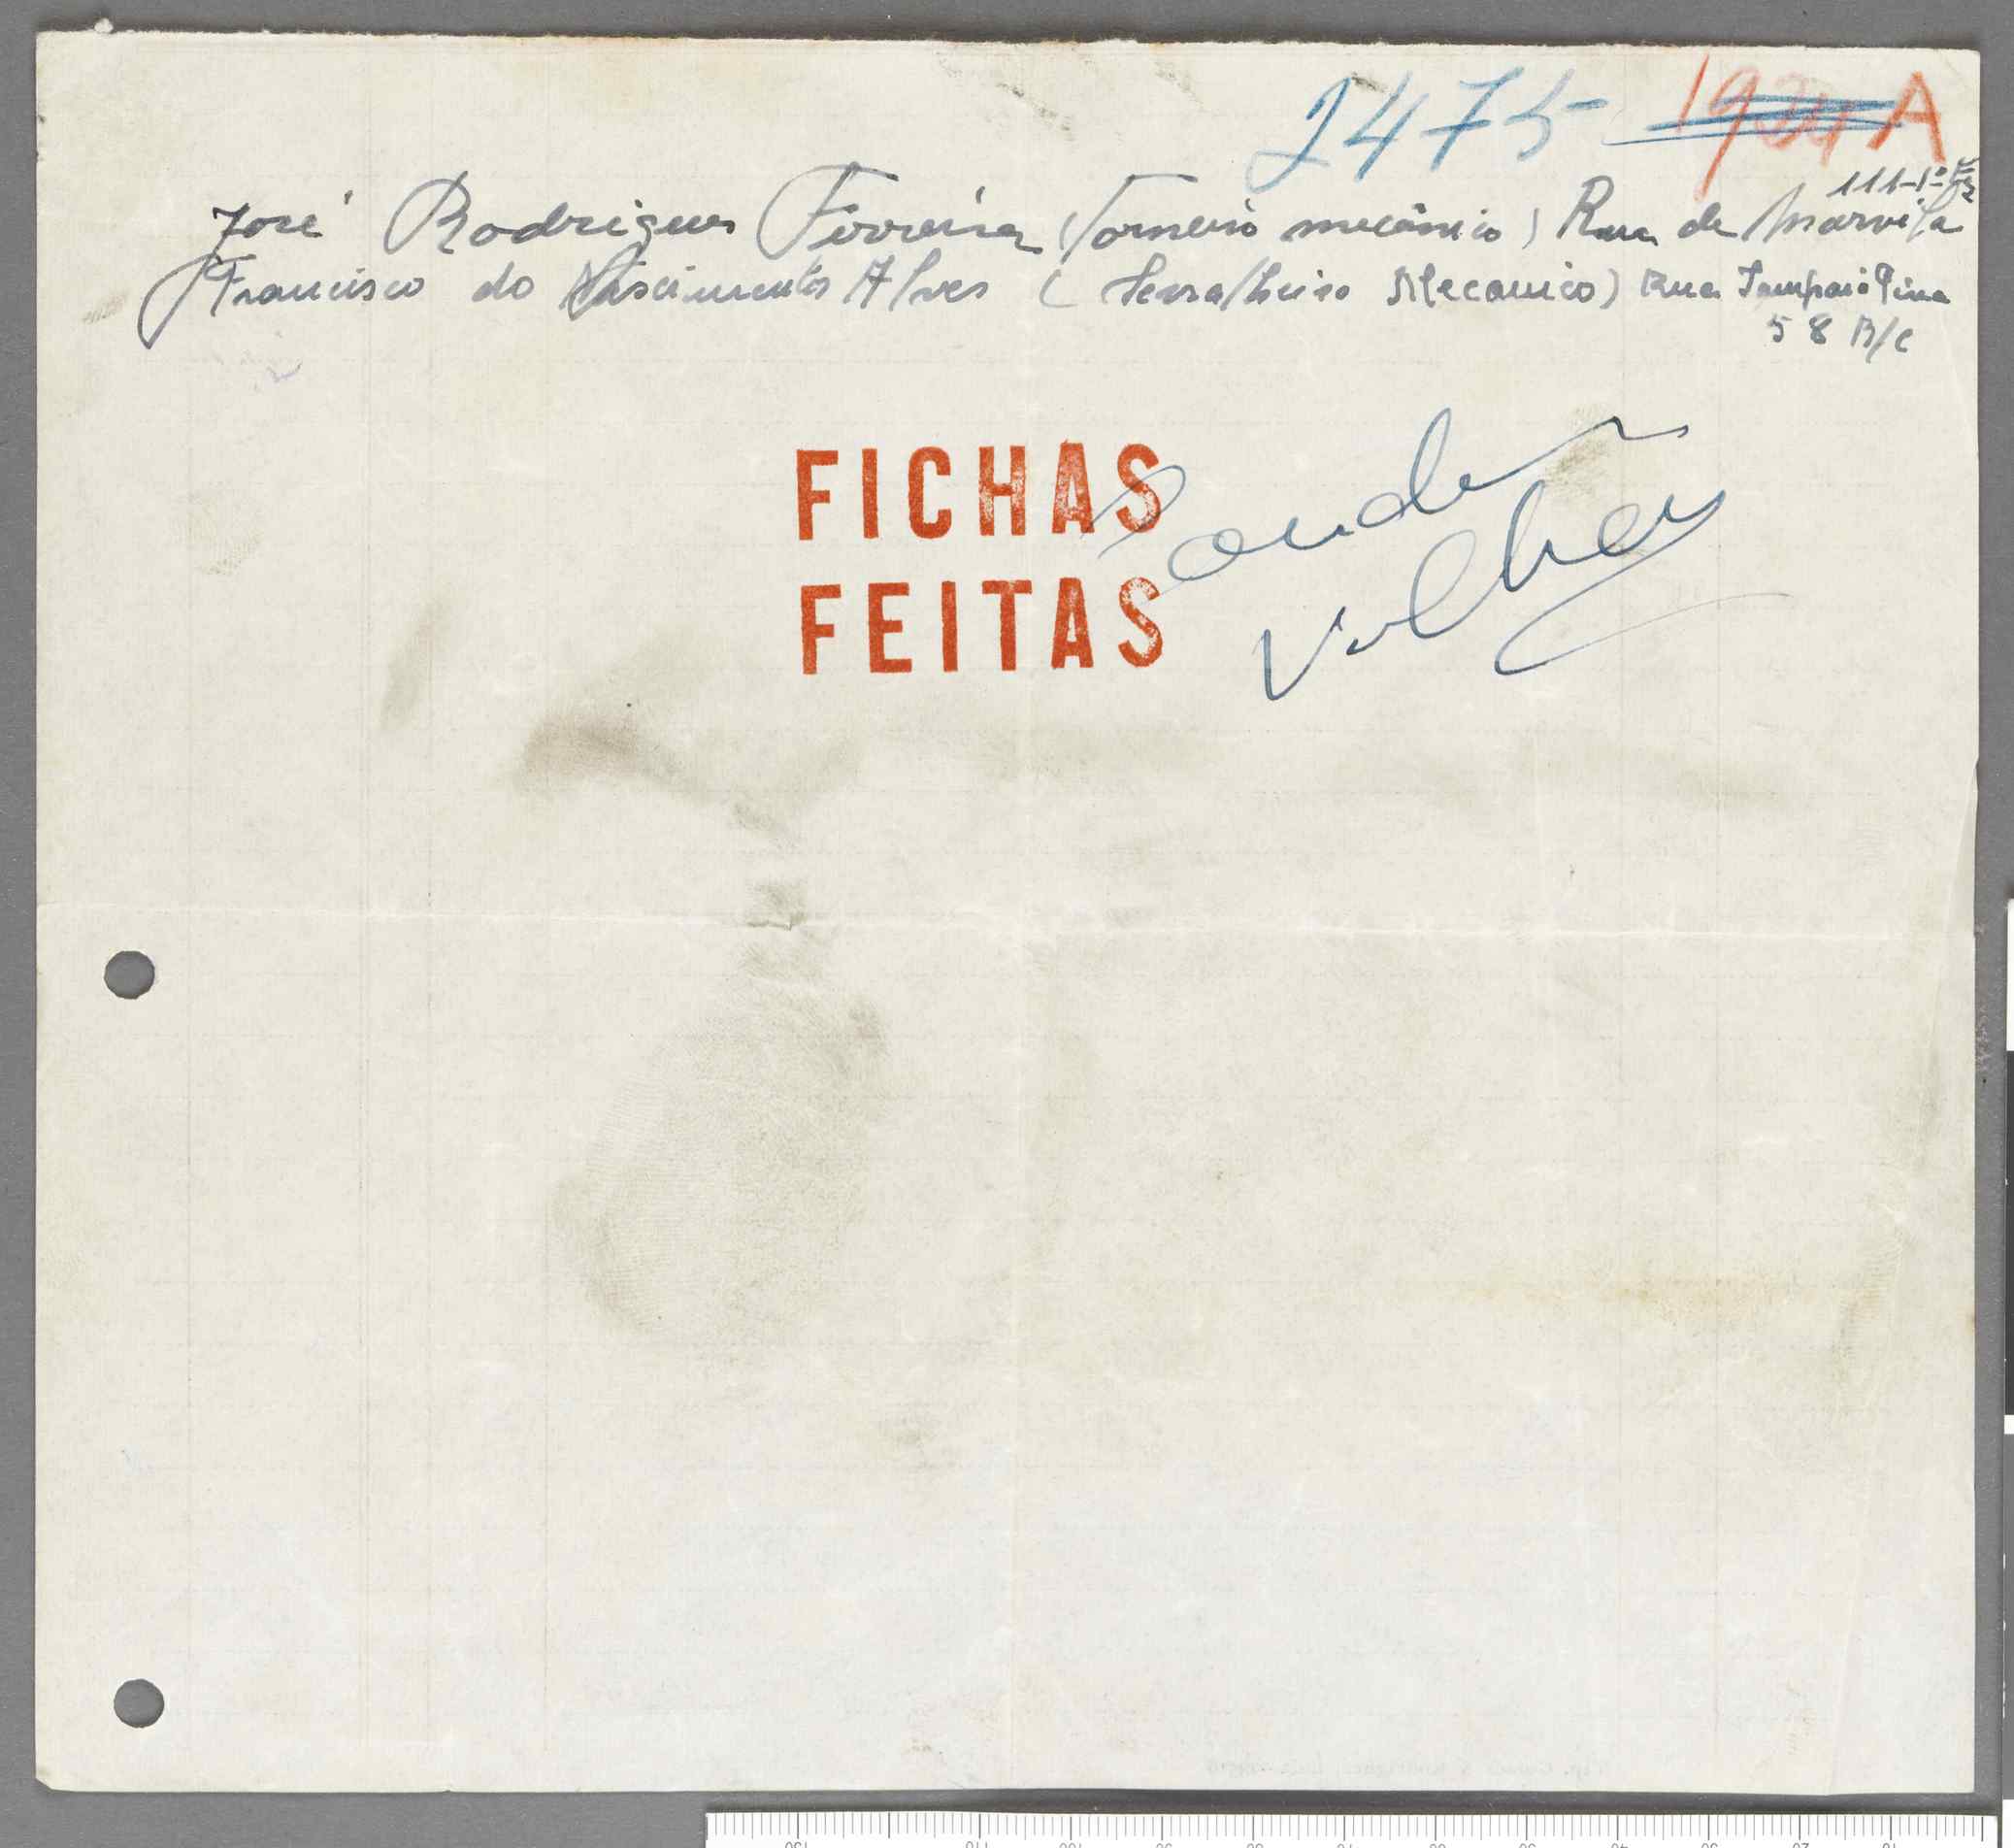 2475 A
111-1º
José Rodrigues Ferreira (Torneiro mecânico) Rua de Marvila
Francisco do Nascimento Alves (Serralheiro Mecanico) Rua Sampaio Pina
58 R/C
FICHAS
FEITAS